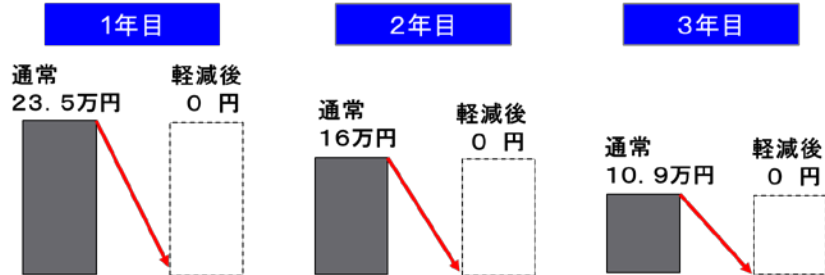 1年目
通常
23.5万円
軽減後
0 円
2年目
通常
16万円
軽減後
0 円
3年目
通常
10.9万円
軽減後
0 円